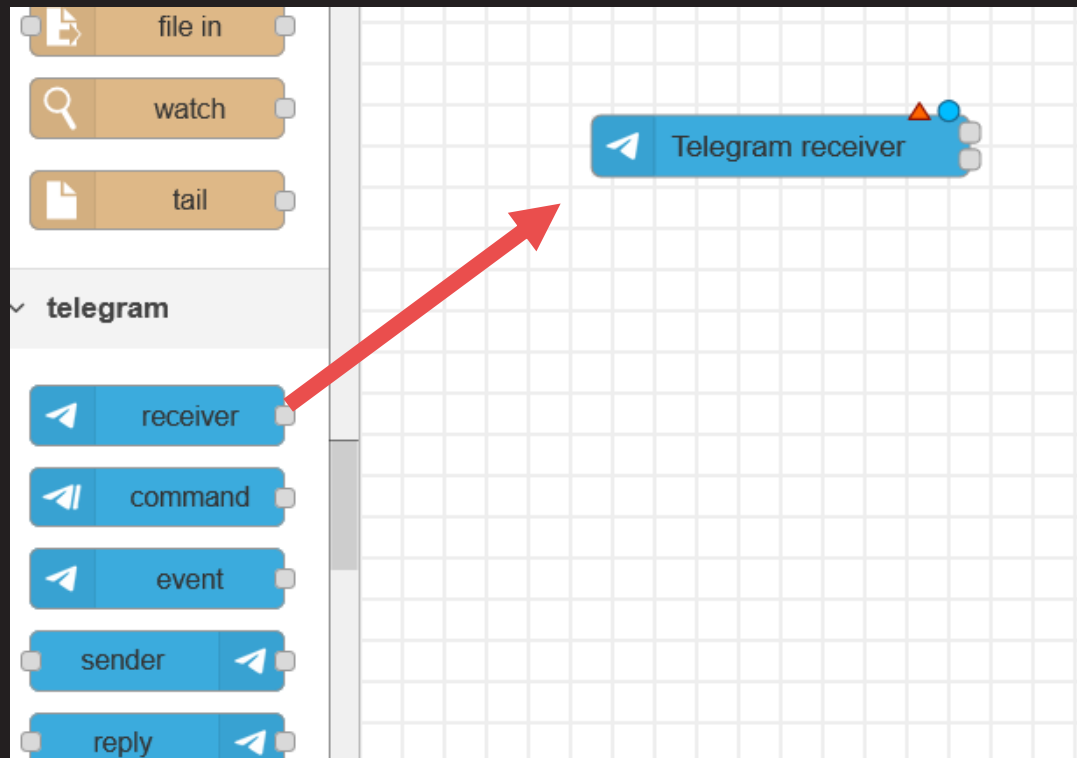 file in
watch
tail
telegram
receiver
command
event
sender
reply
Telegram receiver